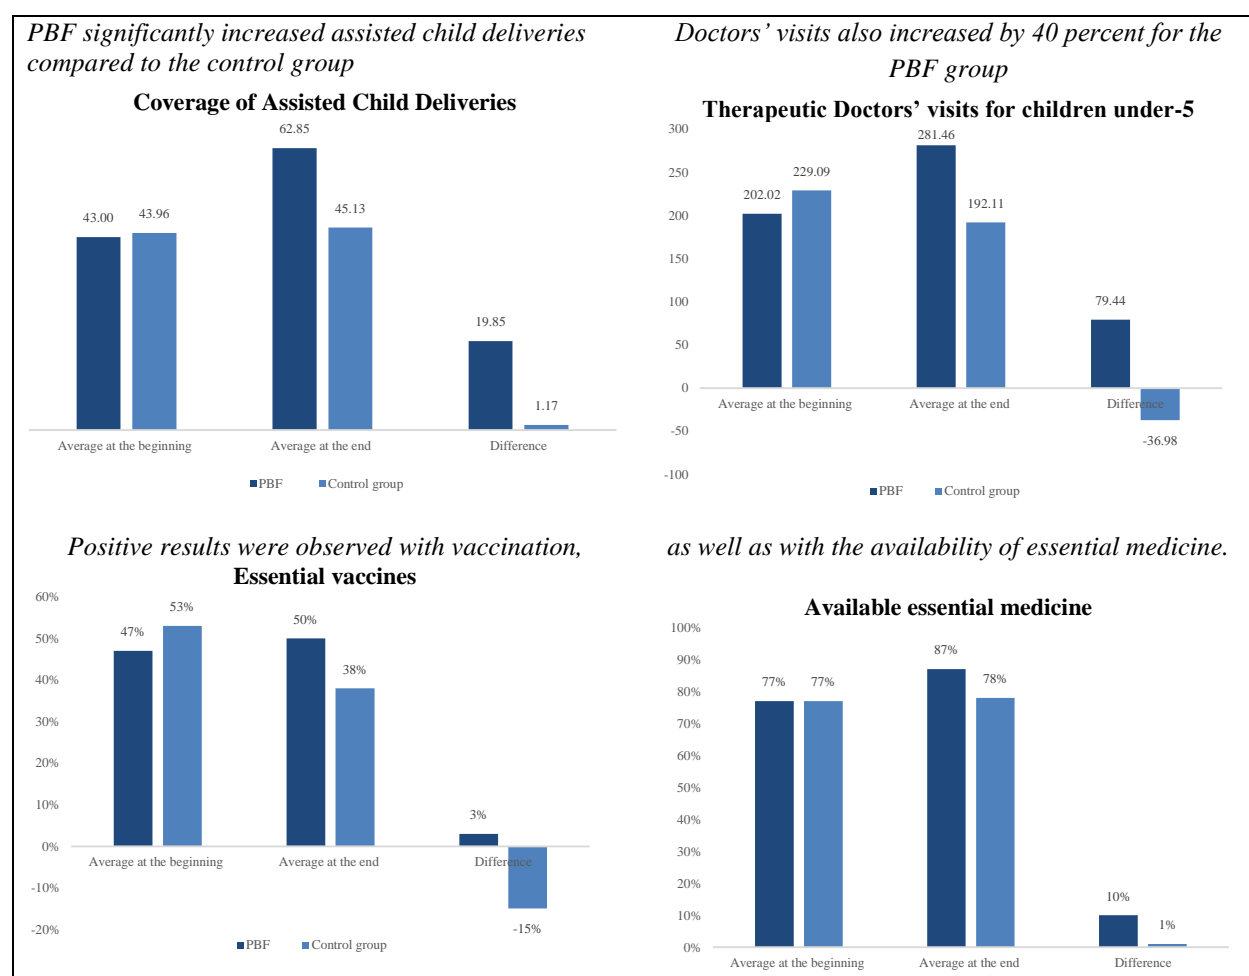 PBF significantly increased assisted child deliveries
compared to the control group
Coverage of Assisted Child Deliveries
62.85
43.00
43.96
45.13
19.85
1.17
Average at the beginning
Average at the end
Difference
PBF
Control group
Doctors’ visits also increased by 40 percent for the
PBF group
Therapeutic Doctors’ visits for children under-5
300
250
200
150
100
50
0
-50
-100
202.02
229.09
281.46
192.11
79.44
-36.98
Average at the beginning
Average at the end
Difference
PBF
Control group
Positive results were observed with vaccination,
Essential vaccines
60%
50%
40%
30%
20%
10%
0%
-10%
-20%
47%
53%
50%
38%
3%
-15%
Average at the beginning
Average at the end
Difference
PBF
Control group
as well as with the availability of essential medicine.
Available essential medicine
100%
90%
80%
70%
60%
50%
40%
30%
20%
10%
0%
77%
77%
87%
78%
10%
1%
Average at the beginning
Average at the end
Difference